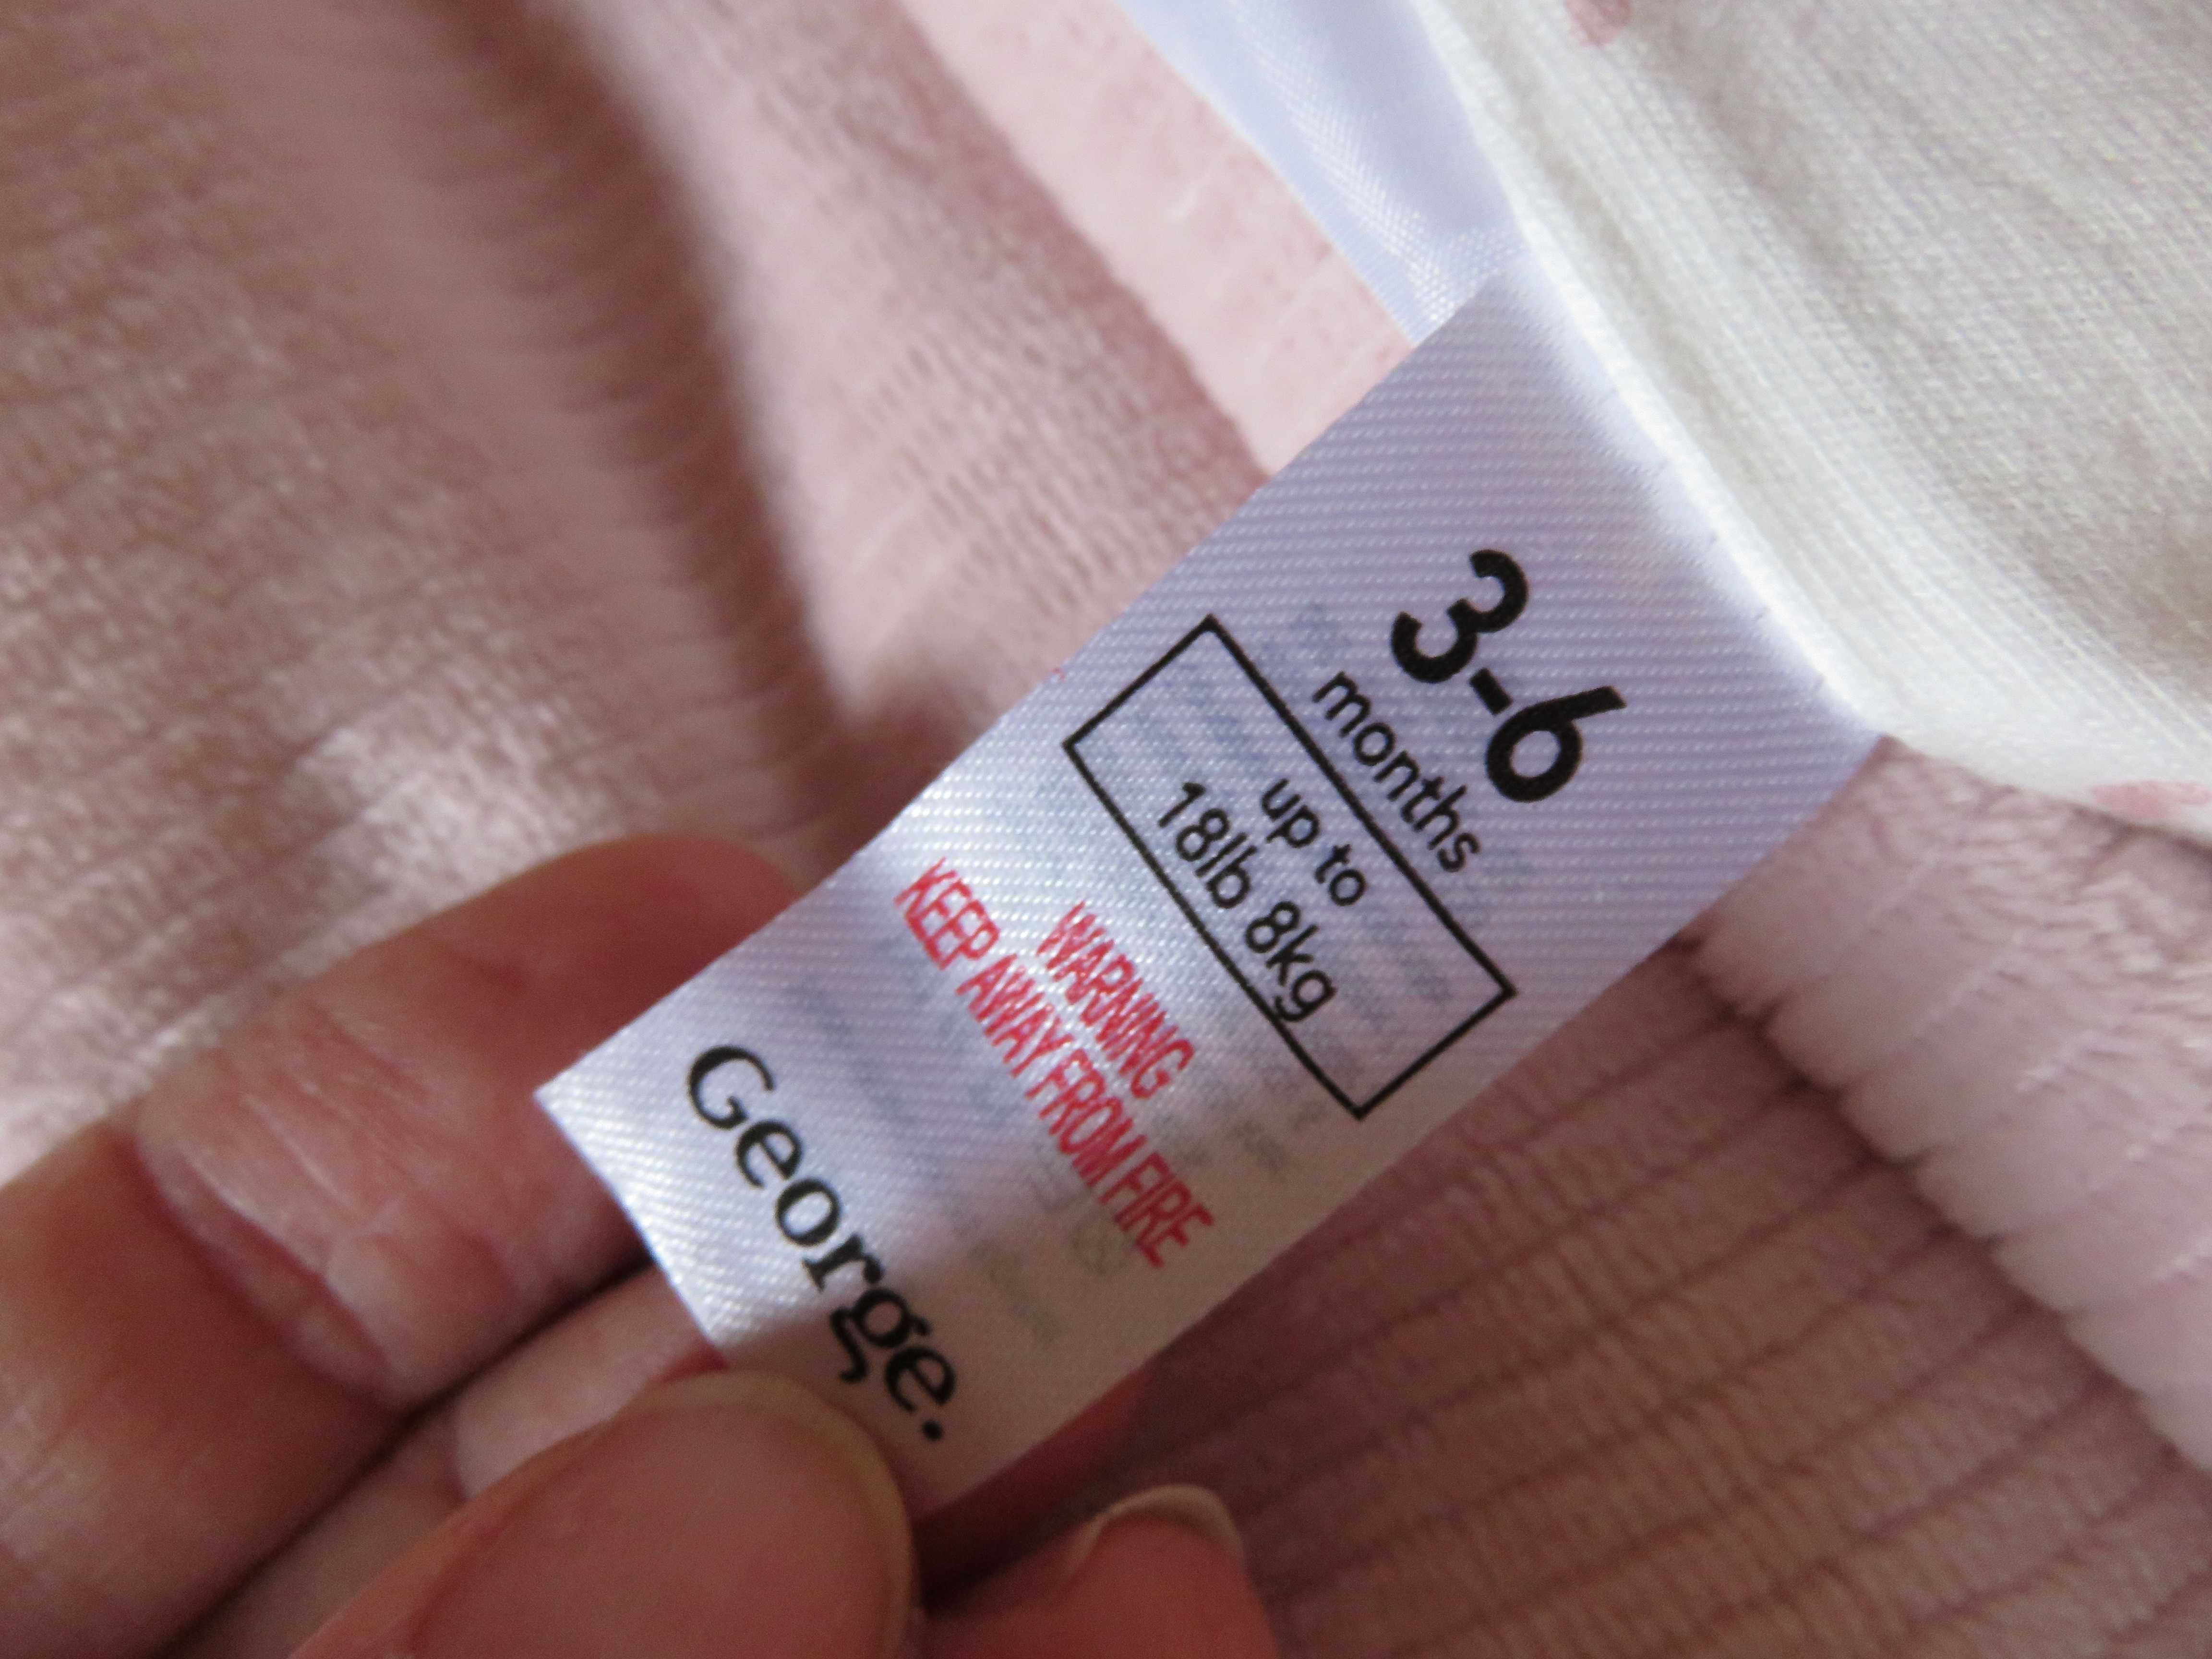 3-6
months
up to
18lb 8kg
WARNING
KEEP AWAY FROM FIRE
George.